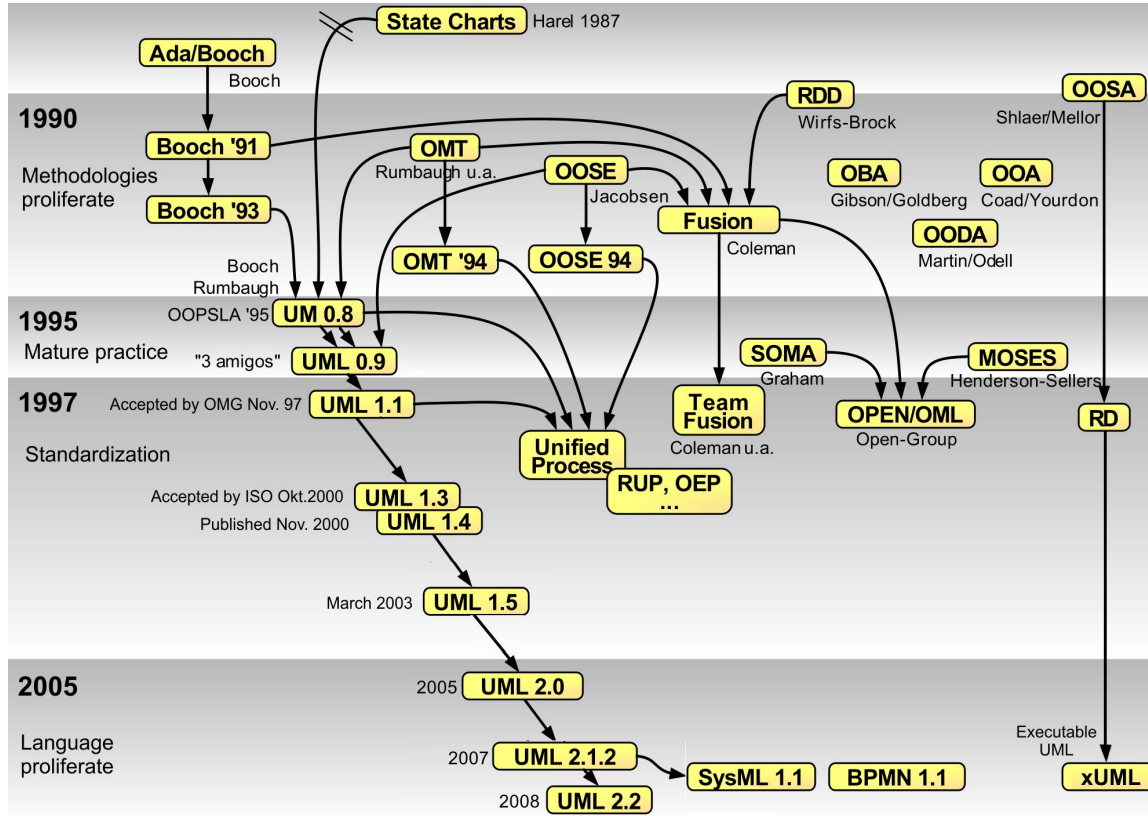 State Charts
Harel 1987
Ada/Booch
Booch
OOSA
Shlaer/Mellor
RDD
Wirfs-Brock
1990
Methodologies
proliferate
Booch '91
OMT
Rumbaugh u.a.
OOSE
Jacobsen
OBA
Gibson/Goldberg
OOA
Coad/Yourdon
Booch '93
Fusion
Coleman
OODA
Martin/Odell
OMT '94
OOSE 94
Booch
Rumbaugh
OOPSLA '95
UM 0.8
1995
Mature practice
"3 amigos"
UML 0.9
SOMA
Graham
MOSES
Henderson-Sellers
1997
Accepted by OMG Nov. 97
UML 1.1
Team
Fusion
Coleman u.a.
OPEN/OML
Open-Group
RD
Standardization
Unified
Process
RUP, OEP
...
Accepted by ISO Okt.2000
UML 1.3
Published Nov. 2000
UML 1.4
March 2003
UML 1.5
2005
Language
proliferate
2005
UML 2.0
2007
UML 2.1.2
2008
UML 2.2
SysML 1.1
BPMN 1.1
Executable
UML
xUML